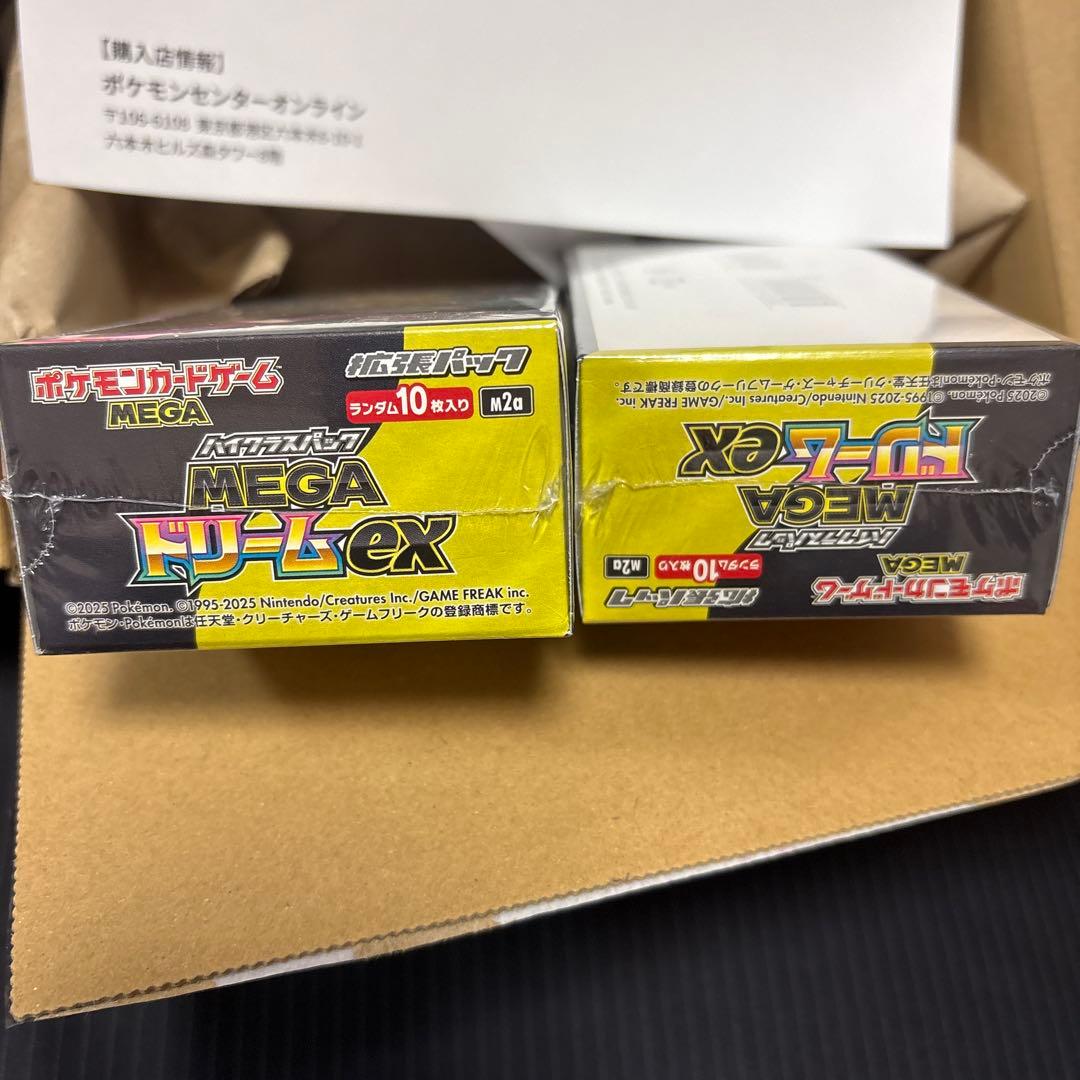 【購入店情報】
ポケモンセンターオンライン
〒106-6108 東京都港区六本木6-10-1
六本木ヒルズ森タワー8階
ポケモンカードゲーム
MEGA
拡張パック
ランダム10枚入り
M2a
ハイクラスパック
MEGA
ドリームex
©2025 Pokémon. ©1995-2025 Nintendo/Creatures Inc./GAME FREAK inc.
ポケモン・Pokémonは任天堂・クリーチャーズ・ゲームフリークの登録商標です。
ポケモンカードゲーム
MEGA
拡張パック
ランダム10枚入り
M2a
ハイクラスパック
MEGA
ドリームex
©2025 Pokémon. ©1995-2025 Nintendo/Creatures Inc./GAME FREAK inc.
ポケモン・Pokémonは任天堂・クリーチャーズ・ゲームフリークの登録商標です。